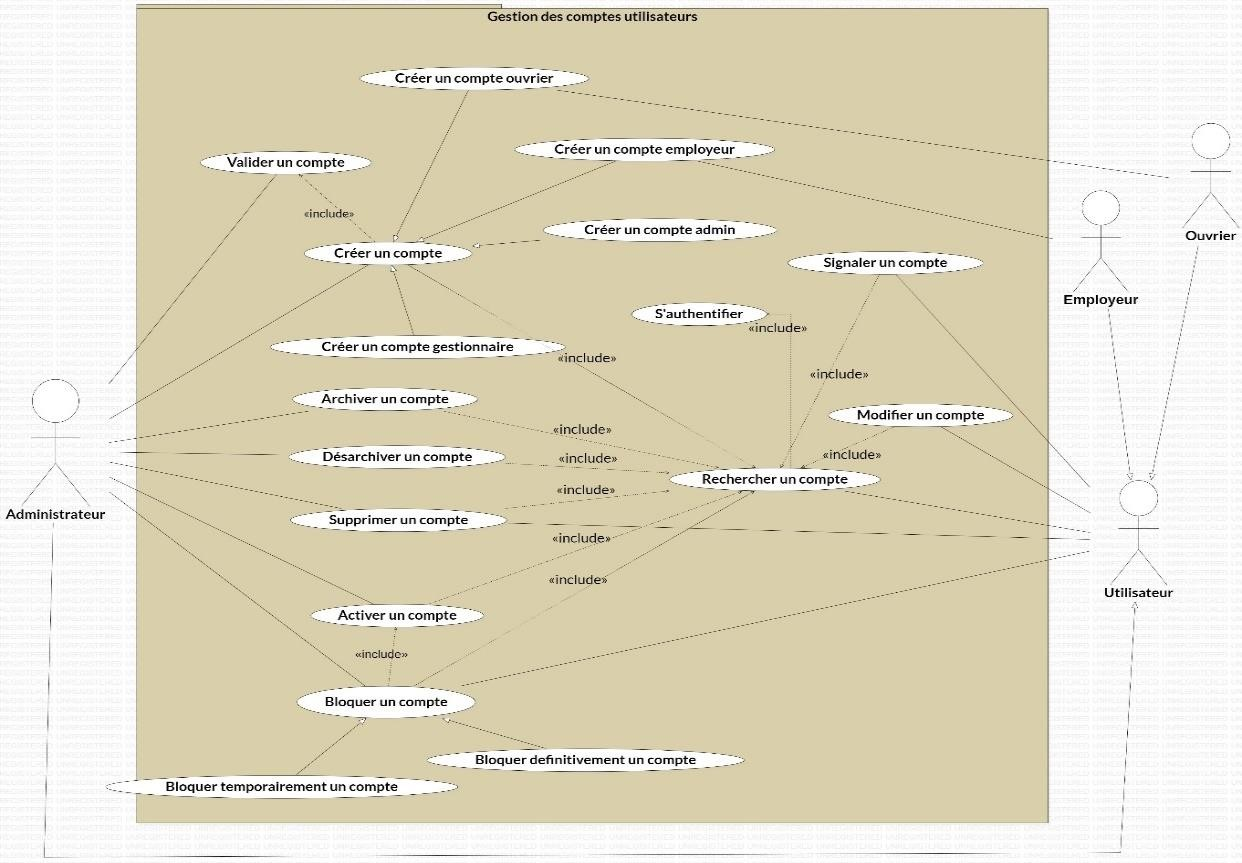 Gestion des comptes utilisateurs
Créer un compte ouvrier
Créer un compte employeur
Valider un compte
«include»
Créer un compte admin
Ouvrier
Créer un compte
Signaler un compte
Employeur
S'authentifier
«include»
Créer un compte gestionnaire
«include»
«include»
Archiver un compte
Modifier un compte
«include»
Désarchiver un compte
«include»
«include»
Rechercher un compte
«include»
Administrateur
Supprimer un compte
«include»
«include»
Utilisateur
Activer un compte
«include»
Bloquer un compte
Bloquer definitivement un compte
Bloquer temporairement un compte